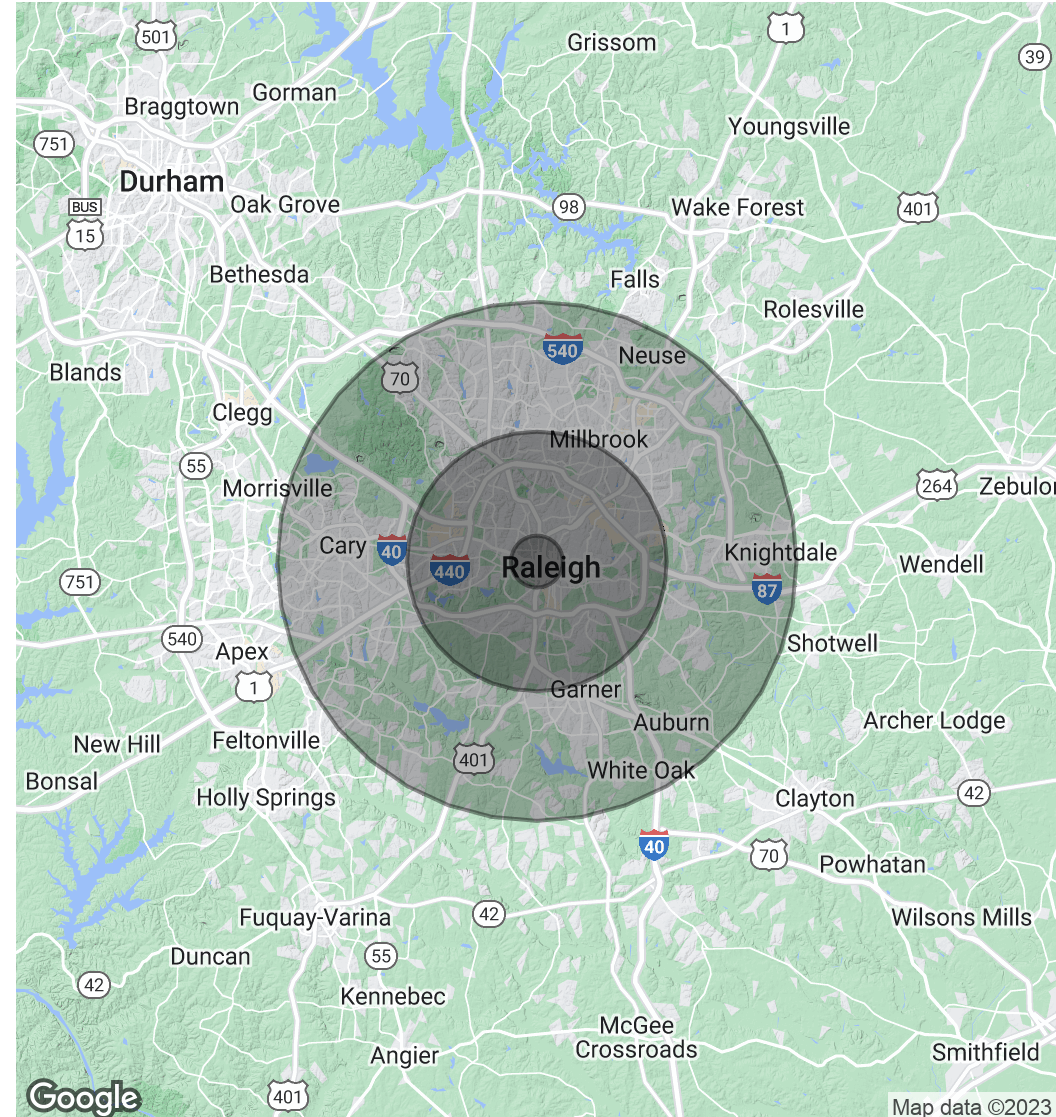 501
Grissom
1
39
Gorman
Braggtown
Youngsville
751
Durham
BUS
15
Oak Grove
98
Wake Forest
401
Bethesda
Falls
Rolesville
540
Neuse
Blands
70
Clegg
Millbrook
55
Morrisville
264
Zebulon
Cary
40
Knightdale
Raleigh
440
Wendell
751
87
540
Shotwell
Apex
1
Garner
Auburn
Archer Lodge
New Hill
Feltonville
401
White Oak
Bonsal
Holly Springs
Clayton
42
40
70
Powhatan
Fuquay-Varina
42
Wilsons Mills
Duncan
55
42
Kennebec
McGee
Crossroads
Angier
Smithfield
Google
401
Map data ©2023